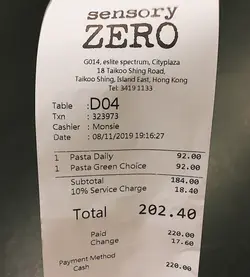 sensory
ZERO
G014, eslite spectrum, Cityplaza
18 Taikoo Shing Road,
Taikoo Shing, Island East, Hong Kong
Tel: 3419 1133
Table : D04
Txn : 323973
Cashier : Monsie
Date : 08/11/2019 19:16:27
1 Pasta Daily 92.00
1 Pasta Green Choice 92.00
Subtotal 184.00
10% Service Charge 18.40
Total 202.40
Paid 220.00
Change 17.60
Payment Method
Cash 220.00